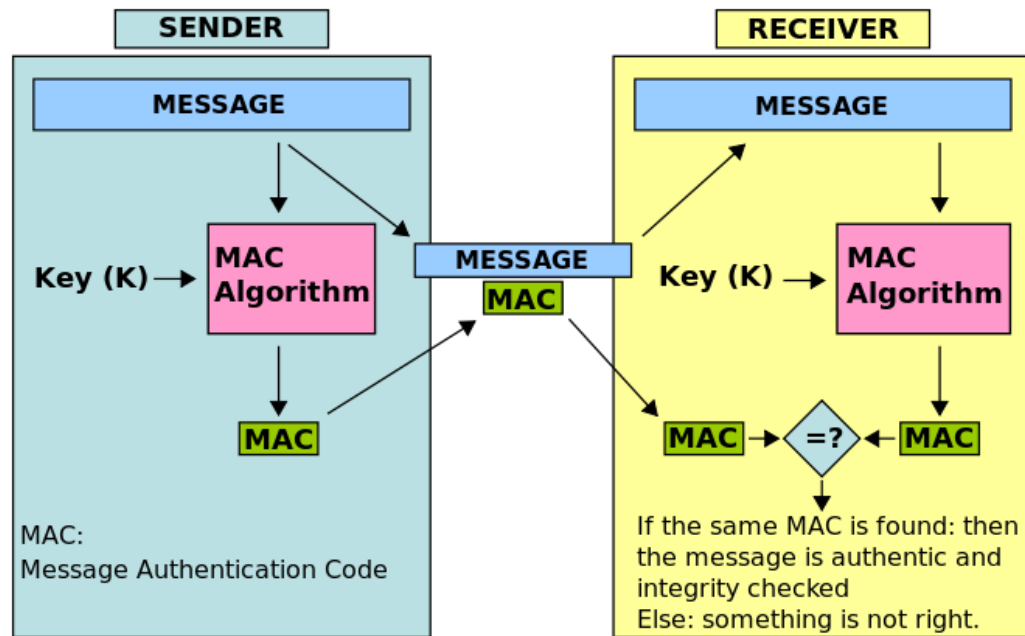 SENDER
MESSAGE
Key (K)
MAC
Algorithm
MAC
MAC:
Message Authentication Code
MESSAGE
MAC
RECEIVER
MESSAGE
Key (K)
MAC
Algorithm
MAC
=?
MAC
If the same MAC is found: then
the message is authentic and
integrity checked
Else: something is not right.